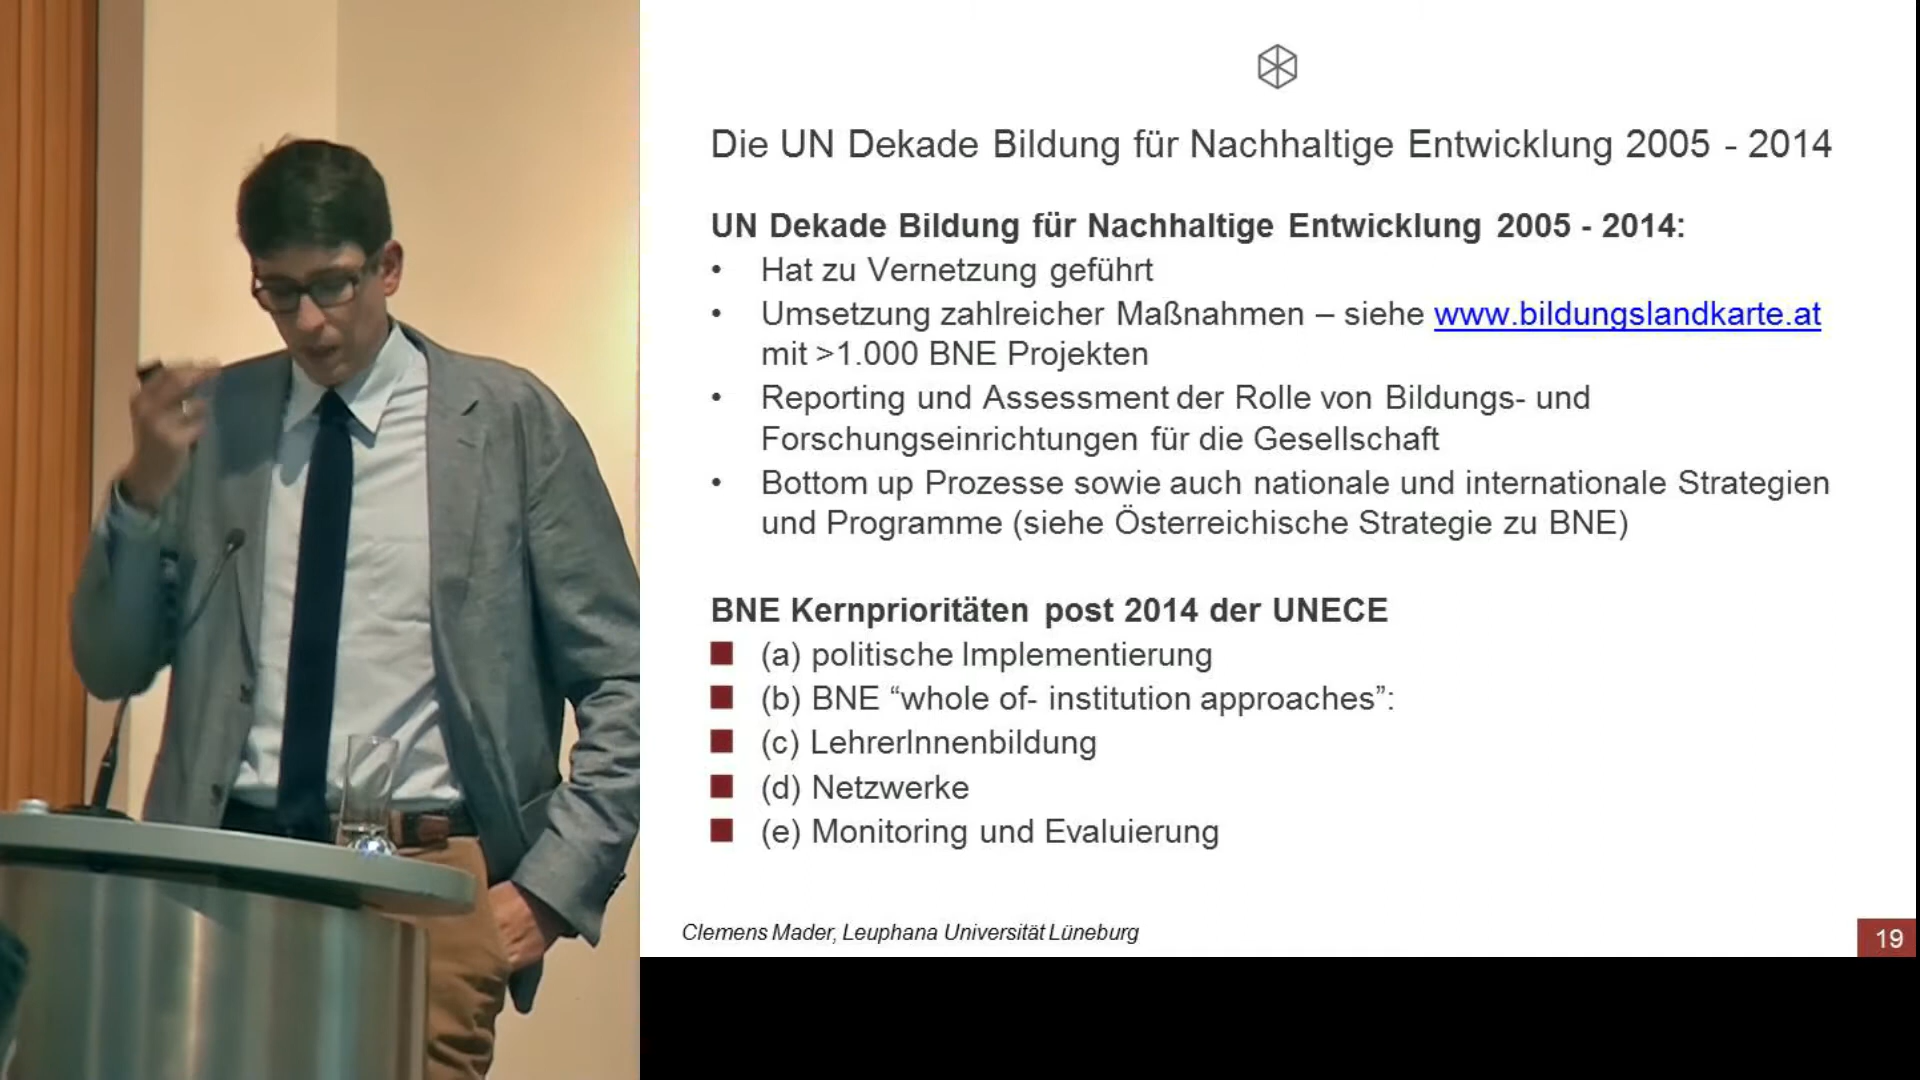 Die UN Dekade Bildung für Nachhaltige Entwicklung 2005 - 2014
UN Dekade Bildung für Nachhaltige Entwicklung 2005 - 2014:
• Hat zu Vernetzung geführt
• Umsetzung zahlreicher Maßnahmen – siehe www.bildungslandkarte.at
mit >1.000 BNE Projekten
• Reporting und Assessment der Rolle von Bildungs- und
Forschungseinrichtungen für die Gesellschaft
• Bottom up Prozesse sowie auch nationale und internationale Strategien
und Programme (siehe Österreichische Strategie zu BNE)
BNE Kernprioritäten post 2014 der UNECE
■ (a) politische Implementierung
■ (b) BNE “whole of- institution approaches”:
■ (c) LehrerInnenbildung
■ (d) Netzwerke
■ (e) Monitoring und Evaluierung
Clemens Mader, Leuphana Universität Lüneburg
19